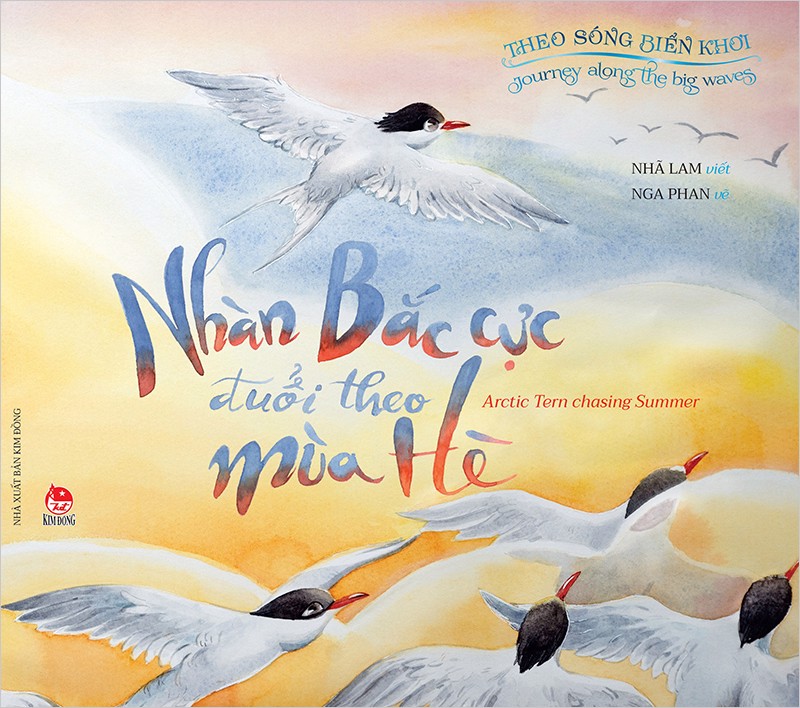 THEO SÓNG BIỂN KHƠI
Journey along the big waves
NHÃ LAM viết
NGA PHAN vẽ
Nhàn Bắc cực
đuổi theo
mùa Hè
Arctic Tern chasing Summer
NHÀ XUẤT BẢN KIM ĐỒNG
KIM ĐỒNG